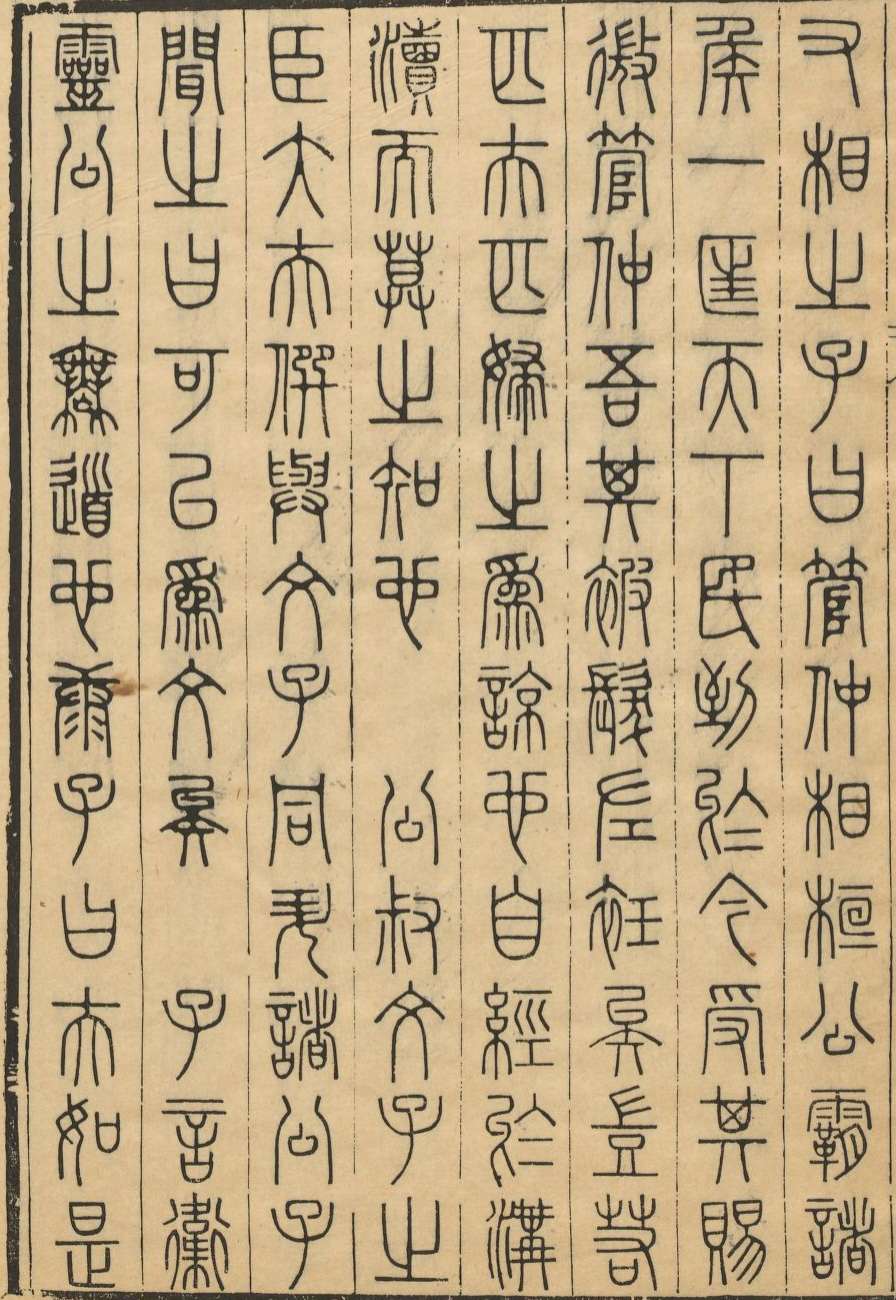 又相之子曰管仲相桓公霸諸
侯一匡天下民到於今受其賜
微管仲吾其被髮左衽矣豈若
匹夫匹婦之爲諒也自經於溝
瀆而莫之知也　公叔文子之
臣大夫僎與文子同升諸公子
聞之曰可以爲文矣　子言衞
靈公之無道也康子曰夫如是